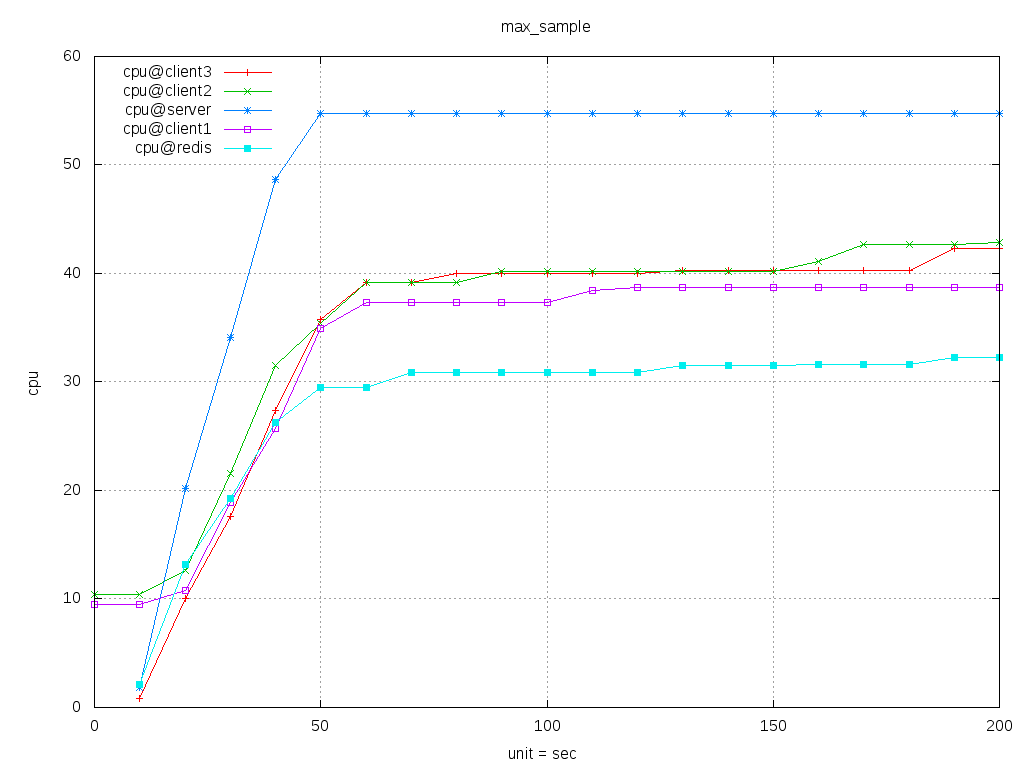 max_sample
60
50
40
30
20
10
0
cpu
cpu@client3
cpu@client2
cpu@server
cpu@client1
cpu@redis
0 50 100 150 200
unit = sec